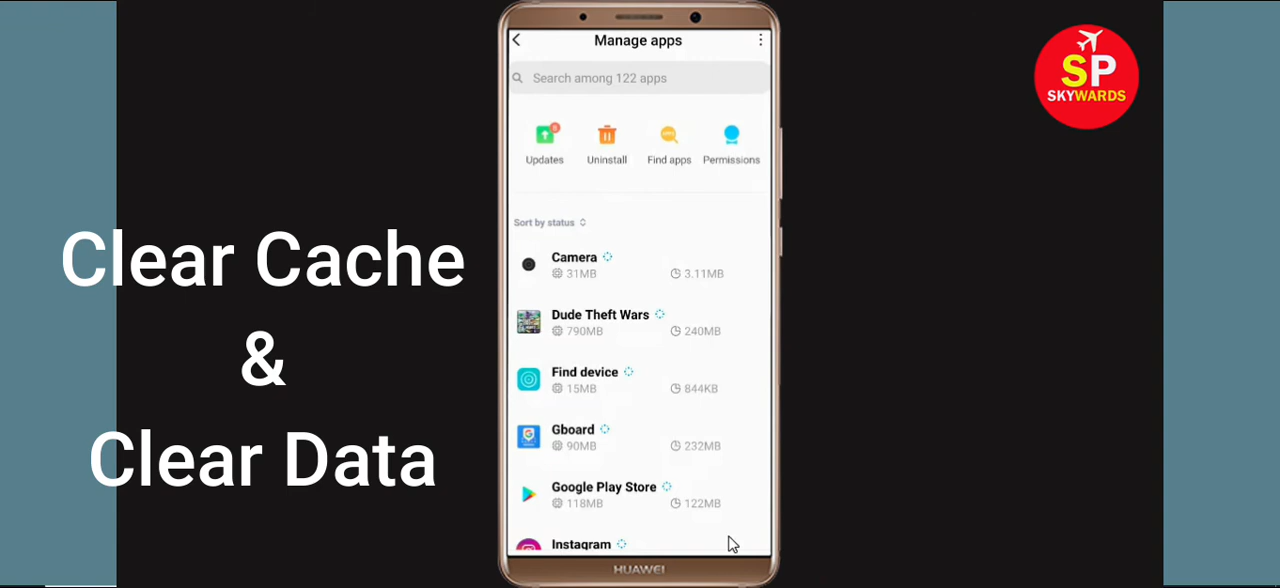 Manage apps
Search among 122 apps
8
Updates
Uninstall
Find apps
Permissions
Sort by status
Camera
31MB
3.11MB
Dude Theft Wars
790MB
240MB
Find device
15MB
844KB
Gboard
90MB
232MB
Google Play Store
118MB
122MB
Instagram
HUAWEI
Clear Cache
&
Clear Data
SP
SKYWARDS